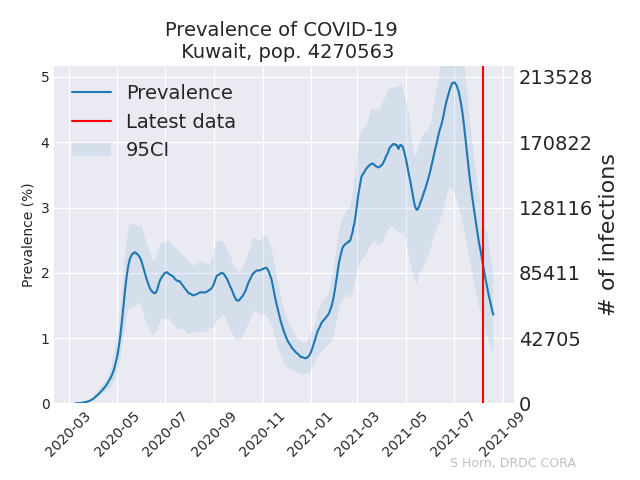 Prevalence of COVID-19
Kuwait, pop. 4270563
Prevalence
Latest data
95CI
Prevalence (%)
5
4
3
2
1
0
213528
170822
128116
85411
42705
0
# of infections
2020-03
2020-05
2020-07
2020-09
2020-11
2021-01
2021-03
2021-05
2021-07
2021-09
S Horn, DRDC CORA